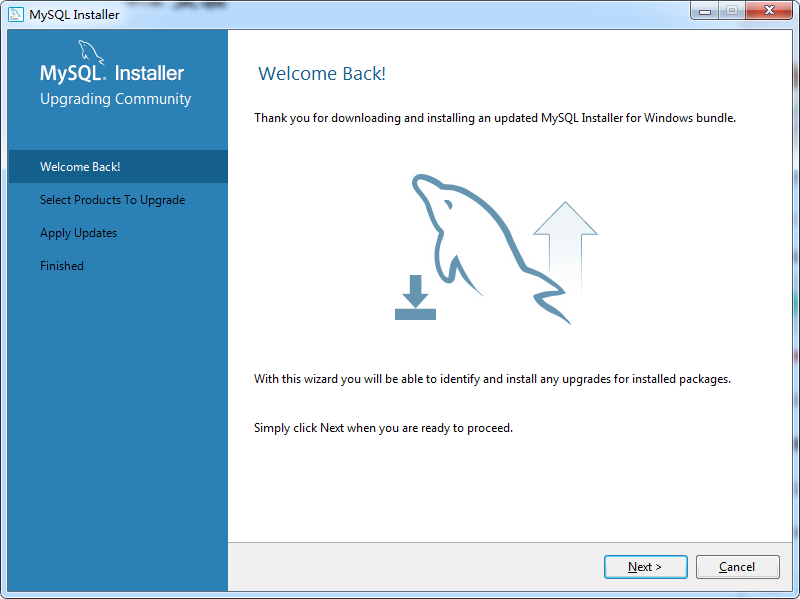 MySQL Installer
MySQL. Installer
Upgrading Community
Welcome Back!
Select Products To Upgrade
Apply Updates
Finished
Welcome Back!
Thank you for downloading and installing an updated MySQL Installer for Windows bundle.
With this wizard you will be able to identify and install any upgrades for installed packages.
Simply click Next when you are ready to proceed.
Next >
Cancel